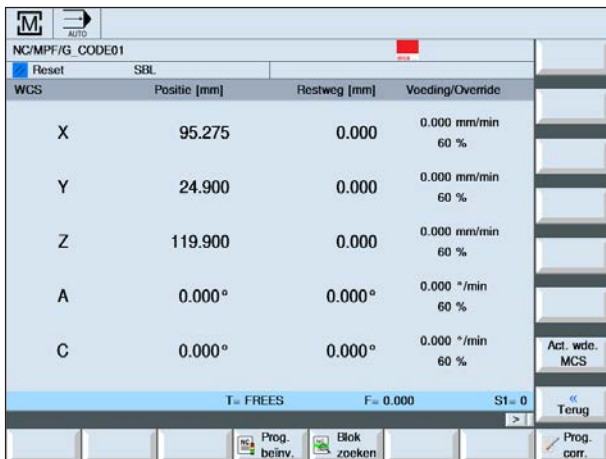 M
AUTO
NC/MPF/G_CODE01
Reset SBL
WCS Positie [mm] Restweg [mm] Voeding/Override
X 95.275 0.000 0.000 mm/min
60 %
Y 24.900 0.000 0.000 mm/min
60 %
Z 119.900 0.000 0.000 mm/min
60 %
A 0.000° 0.000° 0.000 °/min
60 %
C 0.000° 0.000° 0.000 °/min
60 %
Act. wde.
MCS
T= FREES F= 0.000 S1= 0
«
Terug
>
NC Prog.
beïnv.
Blok
zoeken
Prog.
corr.